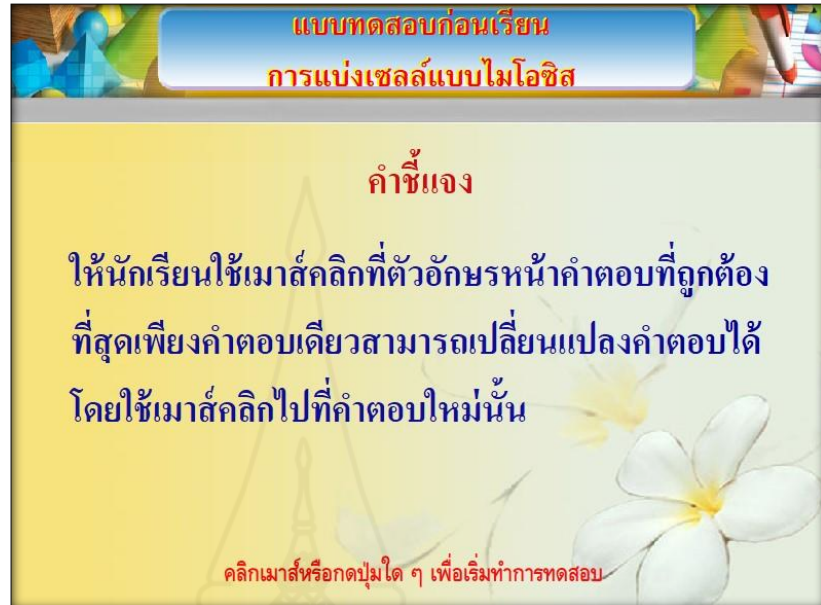 แบบทดสอบก่อนเรียน
การแบ่งเซลล์แบบไมโอซิส
คำชี้แจง
ให้นักเรียนใช้เมาส์คลิกที่ตัวอักษรหน้าคำตอบที่ถูกต้อง
ที่สุดเพียงคำตอบเดียวสามารถเปลี่ยนแปลงคำตอบได้
โดยใช้เมาส์คลิกไปที่คำตอบใหม่นั้น
คลิกเมาส์หรือกดปุ่มใด ๆ เพื่อเริ่มทำการทดสอบ